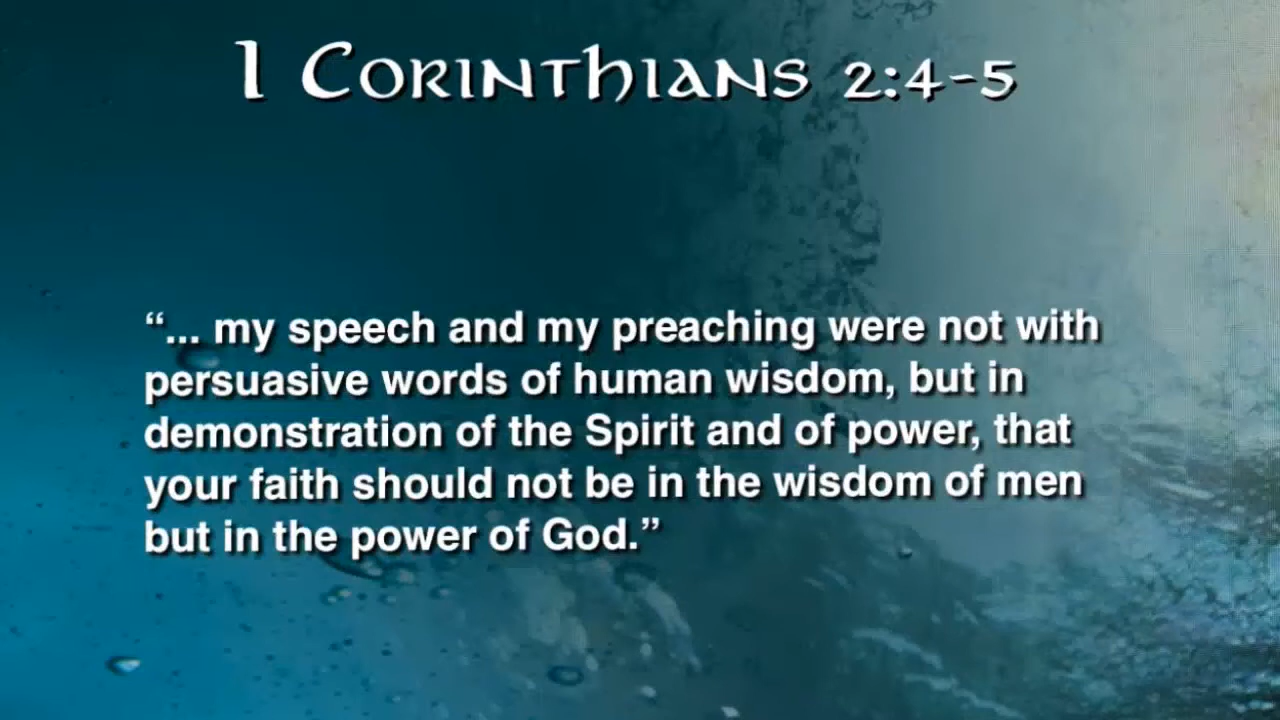 1 Corinthians 2:4-5
“... my speech and my preaching were not with
persuasive words of human wisdom, but in
demonstration of the Spirit and of power, that
your faith should not be in the wisdom of men
but in the power of God.”